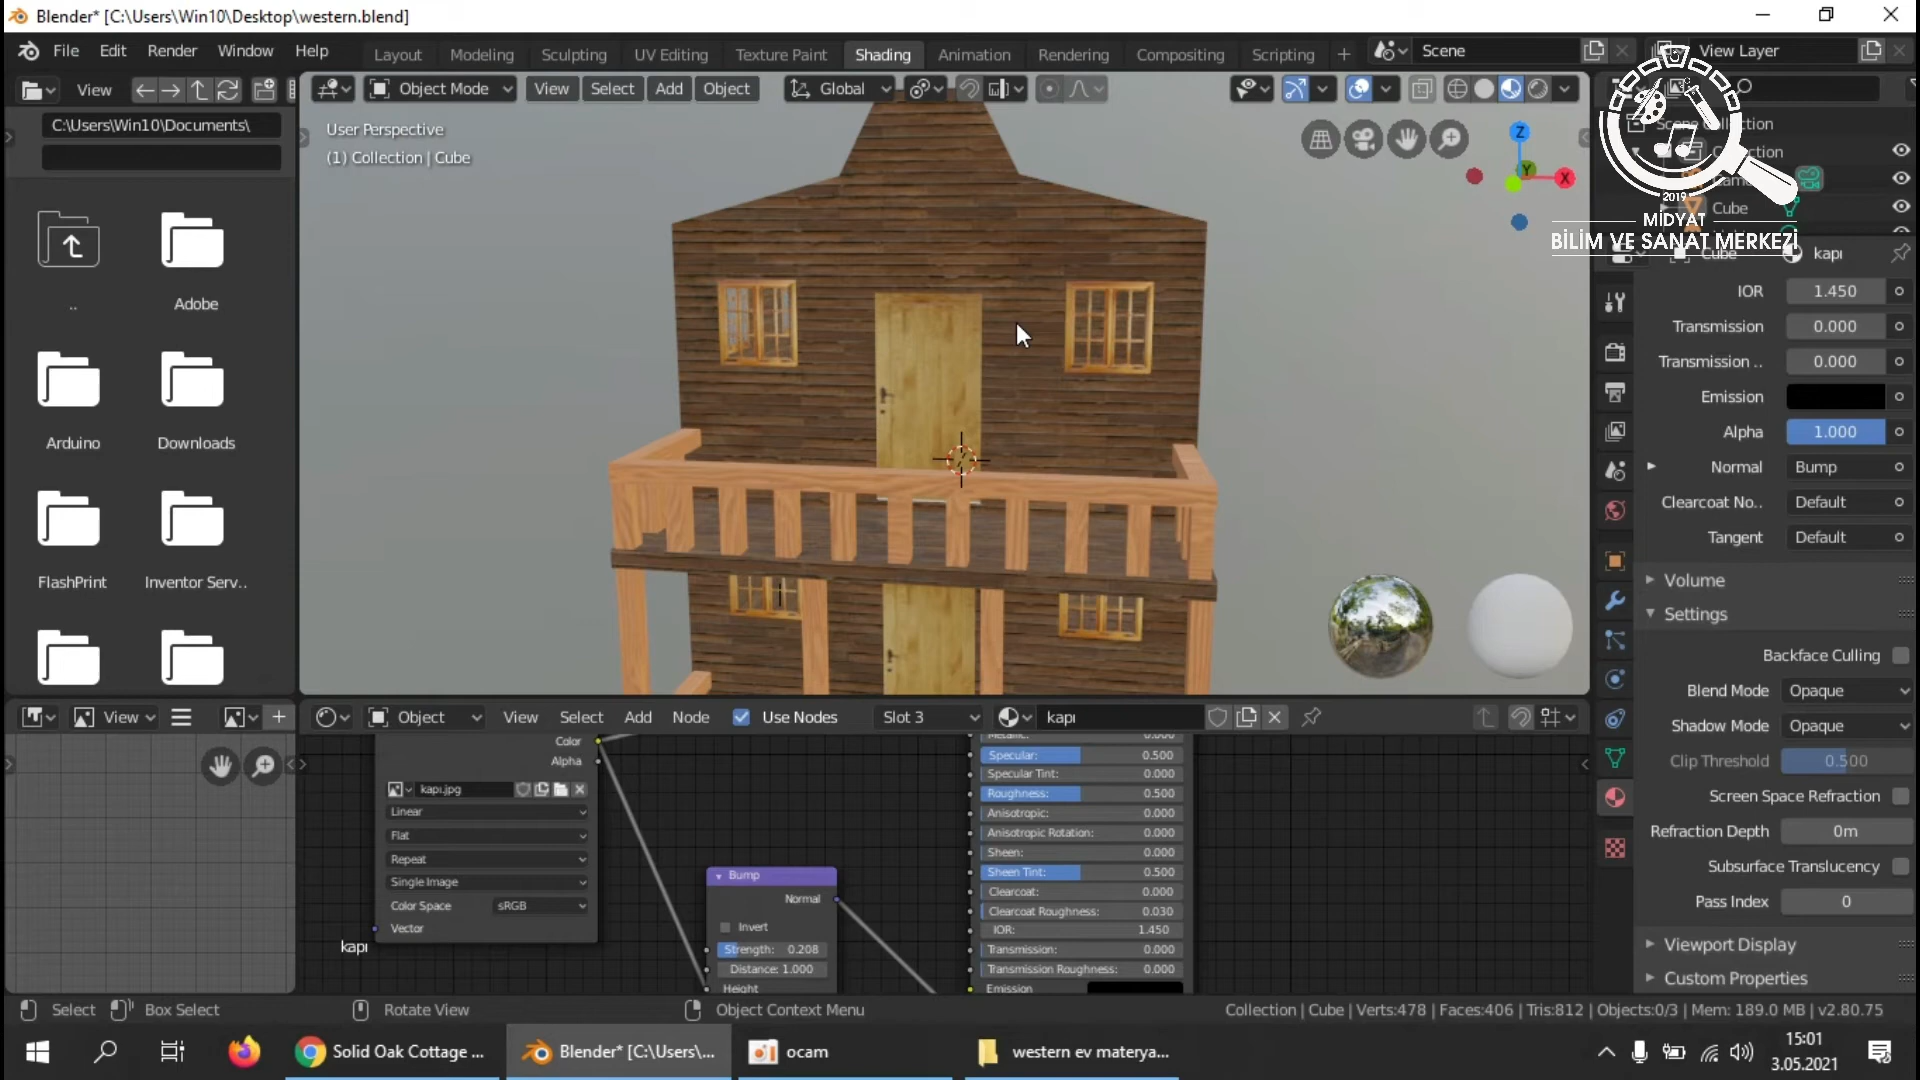 Blender* [C:\Users\Win10\Desktop\western.blend]
File Edit Render Window Help
Layout Modeling Sculpting UV Editing Texture Paint Shading Animation Rendering Compositing Scripting +
Scene
View Layer
View
Object Mode
View Select Add Object
Global
C:\Users\Win10\Documents\
User Perspective
(1) Collection | Cube
Z
Y
X
..
Adobe
Arduino
Downloads
FlashPrint
Inventor Serv..
2019
MİDYAT
BİLİM VE SANAT MERKEZİ
Scene Collection
Collection
Cube
Cube
kapı
IOR 1.450
Transmission 0.000
Transmission .. 0.000
Emission
Alpha 1.000
Normal Bump
Clearcoat No.. Default
Tangent Default
Volume
Settings
Backface Culling
Blend Mode Opaque
Shadow Mode Opaque
Clip Threshold 0.500
Screen Space Refraction
Refraction Depth 0m
Subsurface Translucency
Pass Index 0
Viewport Display
Custom Properties
View
Object
View Select Add Node
Use Nodes
Slot 3
kapı
Color
Alpha
kapı.jpg
Linear
Flat
Repeat
Single Image
Color Space sRGB
Vector
kapı
Bump
Normal
Invert
Strength: 0.208
Distance: 1.000
Height
Metallic: 0.000
Specular: 0.500
Specular Tint: 0.000
Roughness: 0.500
Anisotropic: 0.000
Anisotropic Rotation: 0.000
Sheen: 0.000
Sheen Tint: 0.500
Clearcoat: 0.000
Clearcoat Roughness: 0.030
IOR: 1.450
Transmission: 0.000
Transmission Roughness: 0.000
Emission
Select
Box Select
Rotate View
Object Context Menu
Collection | Cube | Verts:478 | Faces:406 | Tris:812 | Objects:0/3 | Mem: 189.0 MB | v2.80.75
Solid Oak Cottage ...
Blender* [C:\Users\...
ocam
western ev materya...
15:01
3.05.2021